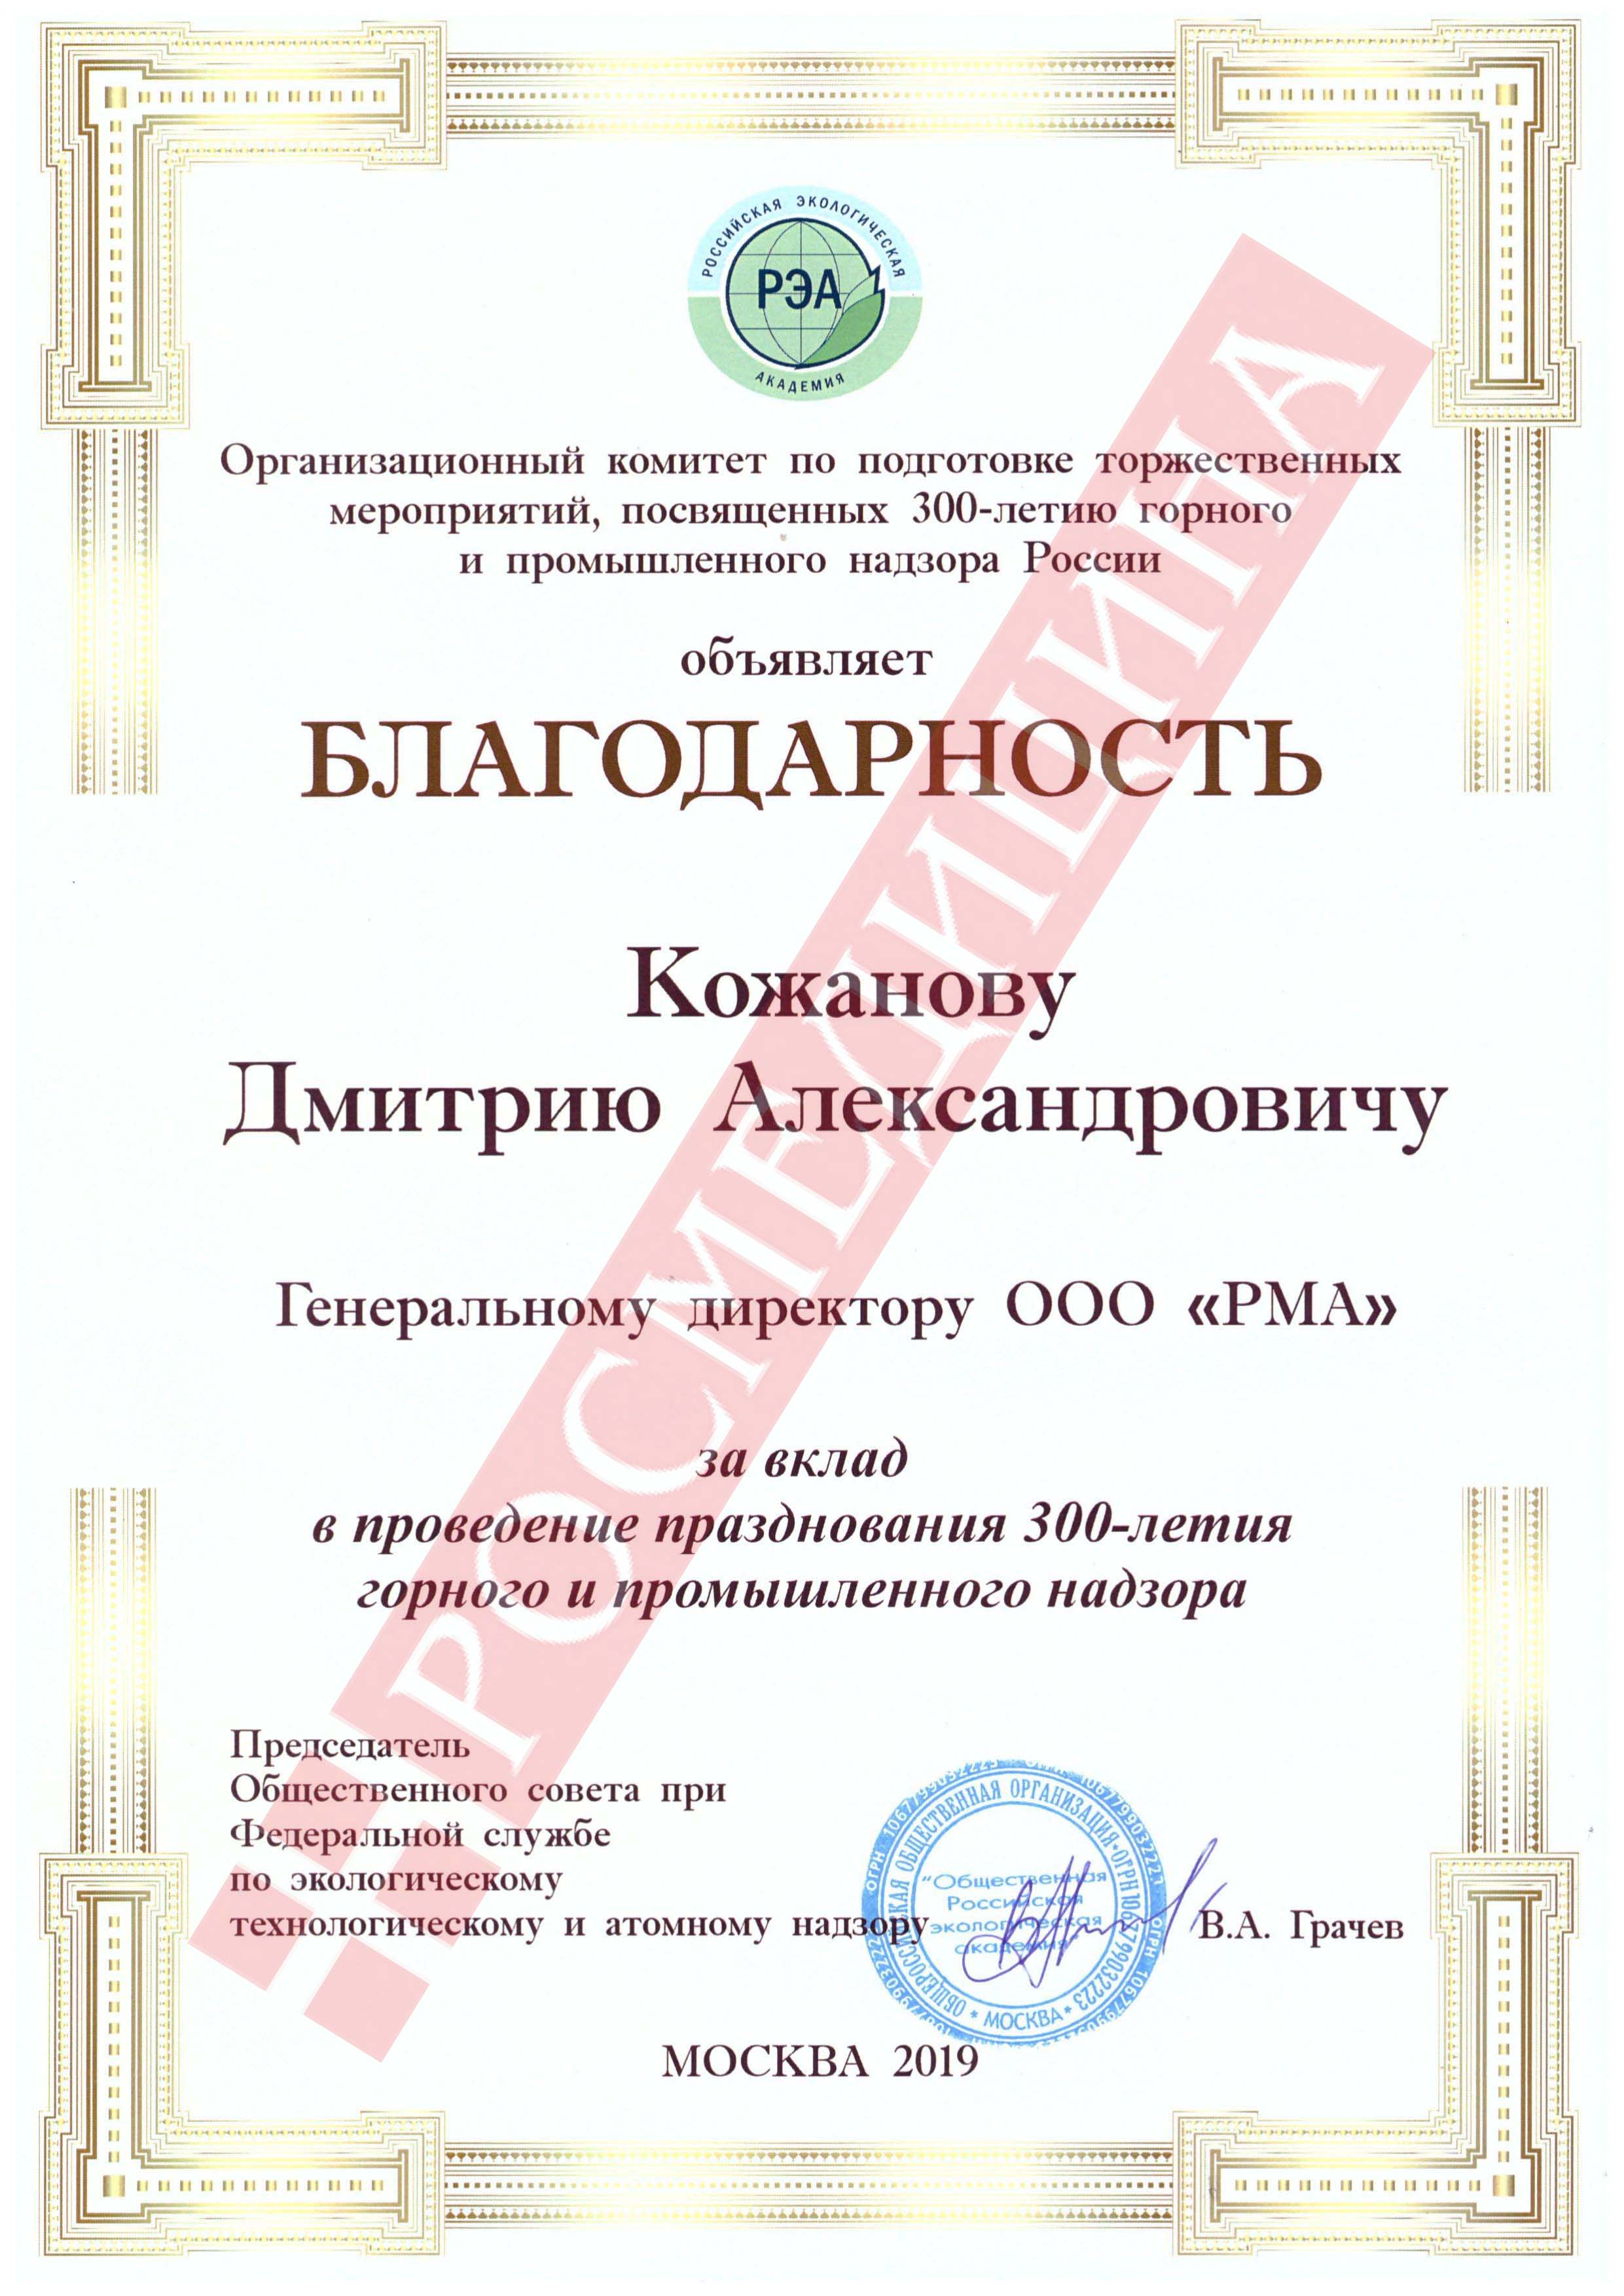 РОССИЙСКАЯ ЭКОЛОГИЧЕСКАЯ
РЭА
АКАДЕМИЯ
Организационный комитет по подготовке торжественных
мероприятий, посвященных 300-летию горного
и промышленного надзора России
объявляет
БЛАГОДАРНОСТЬ
Кожанову
Дмитрию Александровичу
Генеральному директору ООО «РМА»
за вклад
в проведение празднования 300-летия
горного и промышленного надзора
Председатель
Общественного совета при
Федеральной службе
по экологическому
технологическому и атомному надзору
В.А. Грачев
ОБЩЕРОССИЙСКАЯ ОБЩЕСТВЕННАЯ ОРГАНИЗАЦИЯ*ОГРН1067799032223
* МОСКВА *
"Общественная
Российская
экологическая
академия"
МОСКВА 2019
РОСМЕДИЦИНА